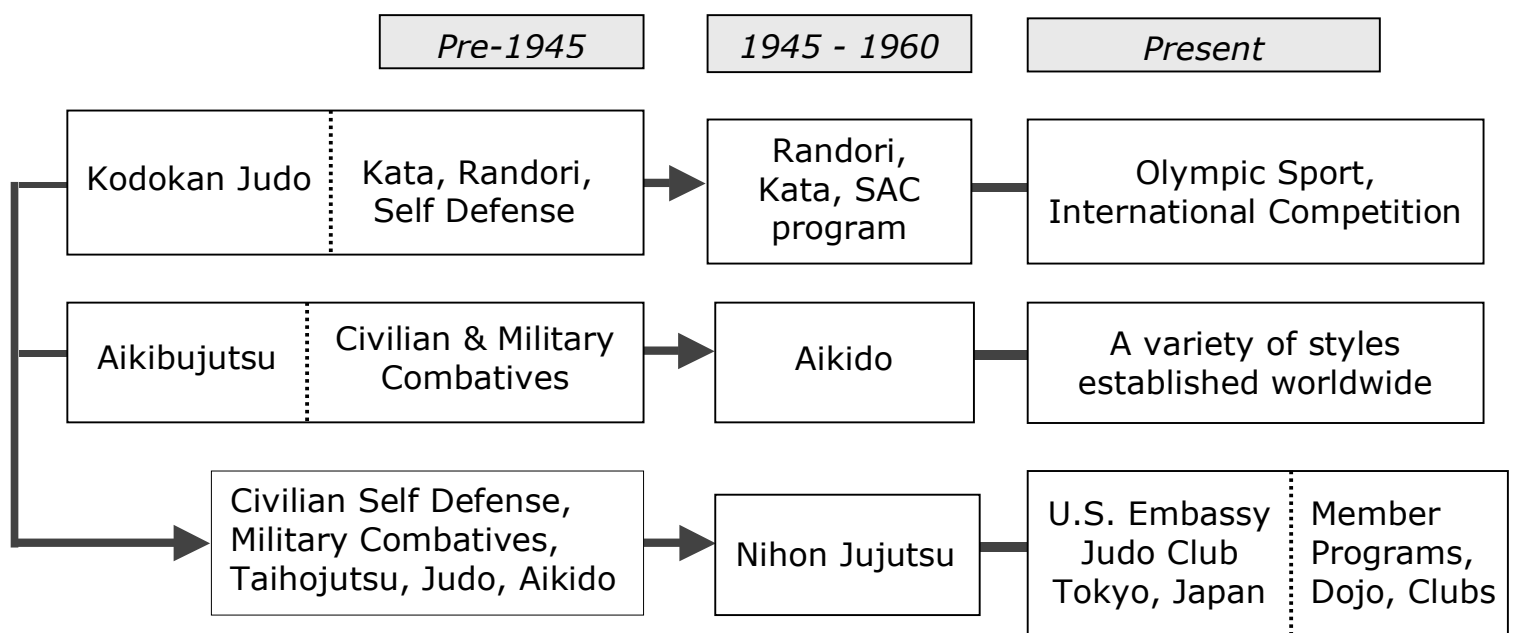 Pre-1945
1945 - 1960
Present
Kodokan Judo
Kata, Randori,
Self Defense
Randori,
Kata, SAC
program
Olympic Sport,
International Competition
Aikibujutsu
Civilian & Military
Combatives
Aikido
A variety of styles
established worldwide
Civilian Self Defense,
Military Combatives,
Taihojutsu, Judo, Aikido
Nihon Jujutsu
U.S. Embassy
Judo Club
Tokyo, Japan
Member
Programs,
Dojo, Clubs